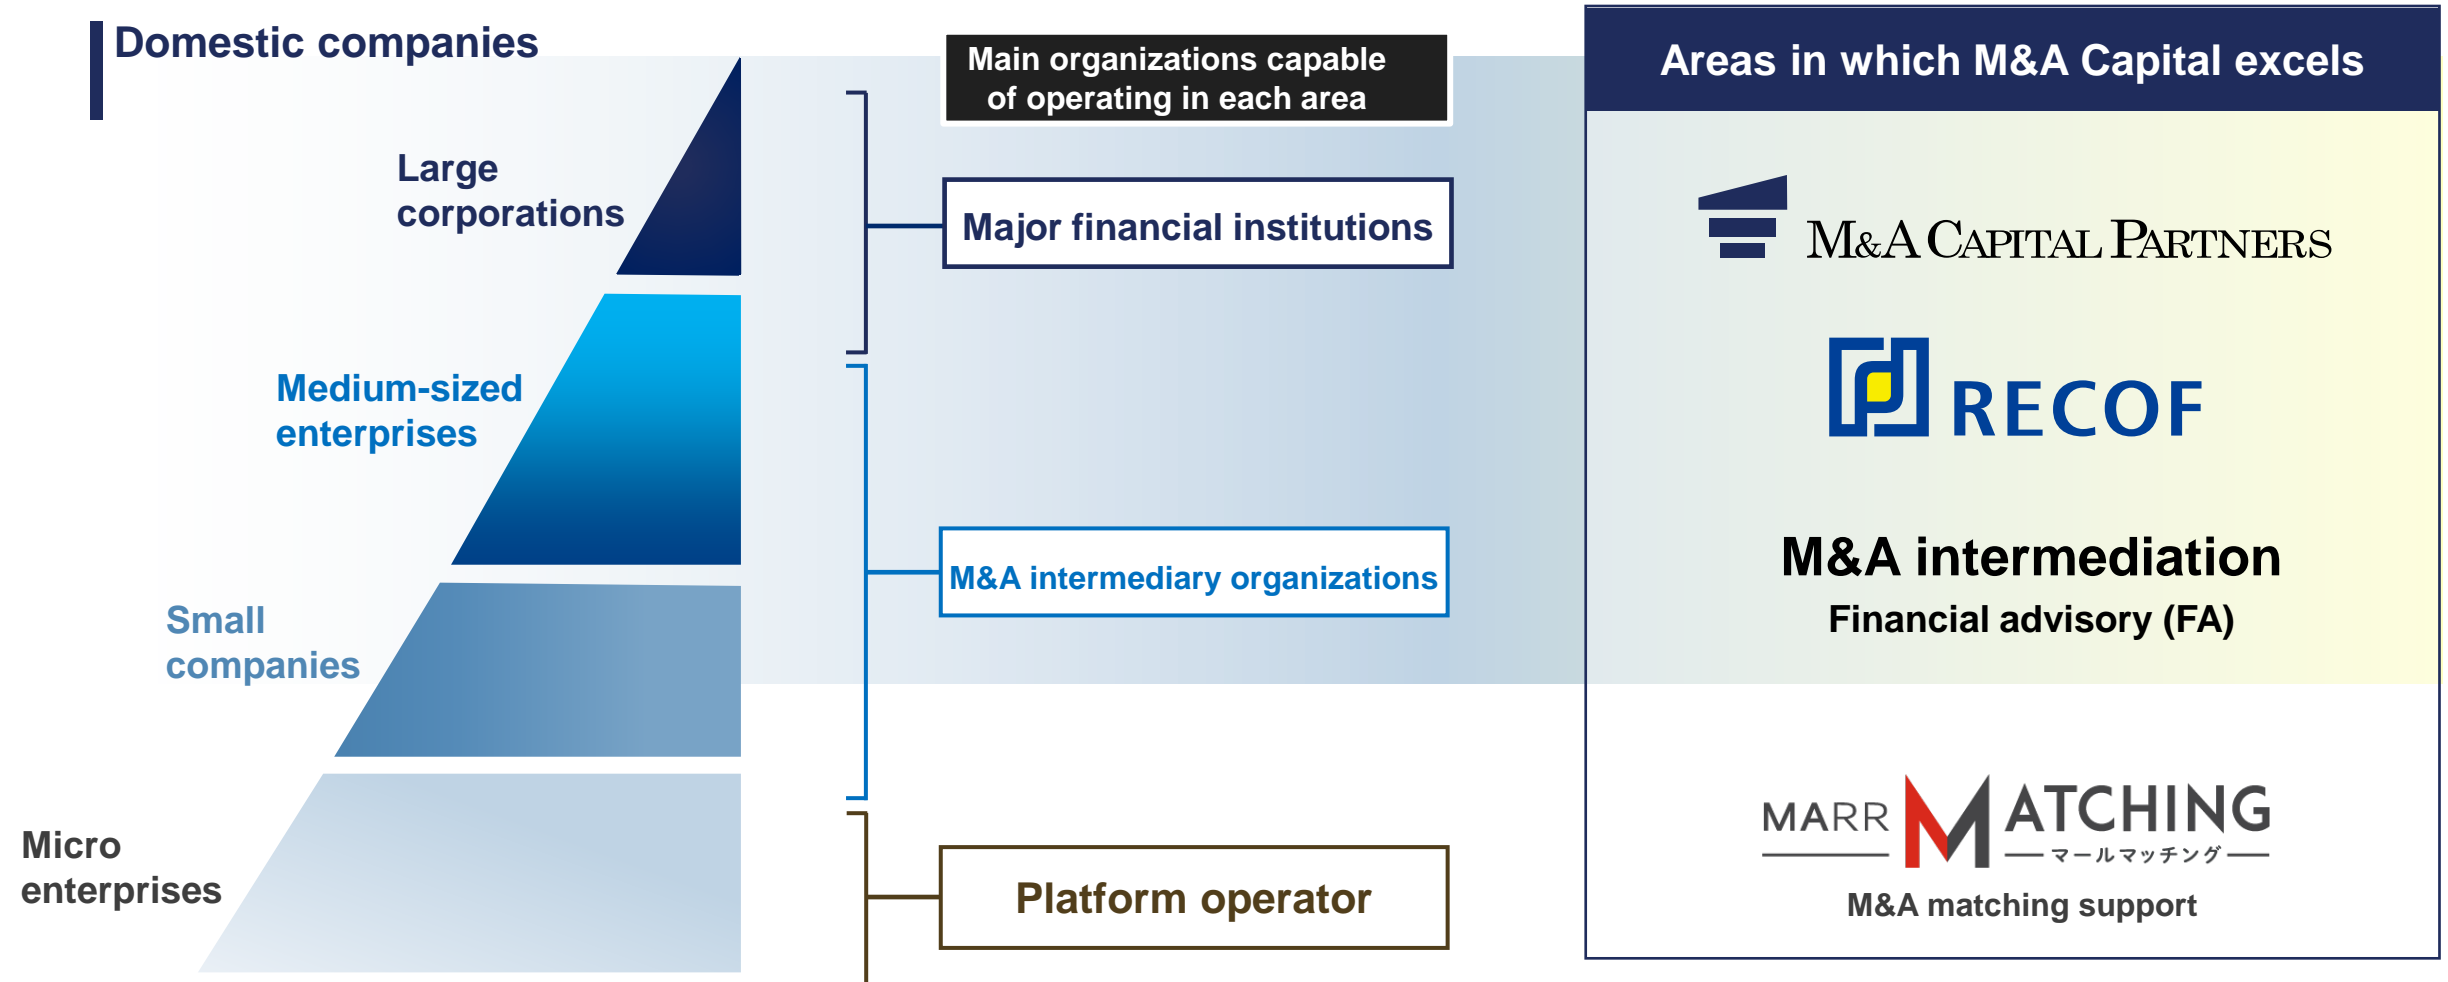 Domestic companies
Large
corporations
Medium-sized
enterprises
Small
companies
Micro
enterprises
Main organizations capable
of operating in each area
Major financial institutions
M&A intermediary organizations
Platform operator
Areas in which M&A Capital excels
M&A CAPITAL PARTNERS
RECOF
M&A intermediation
Financial advisory (FA)
MARR MATCHING
マールマッチング
M&A matching support